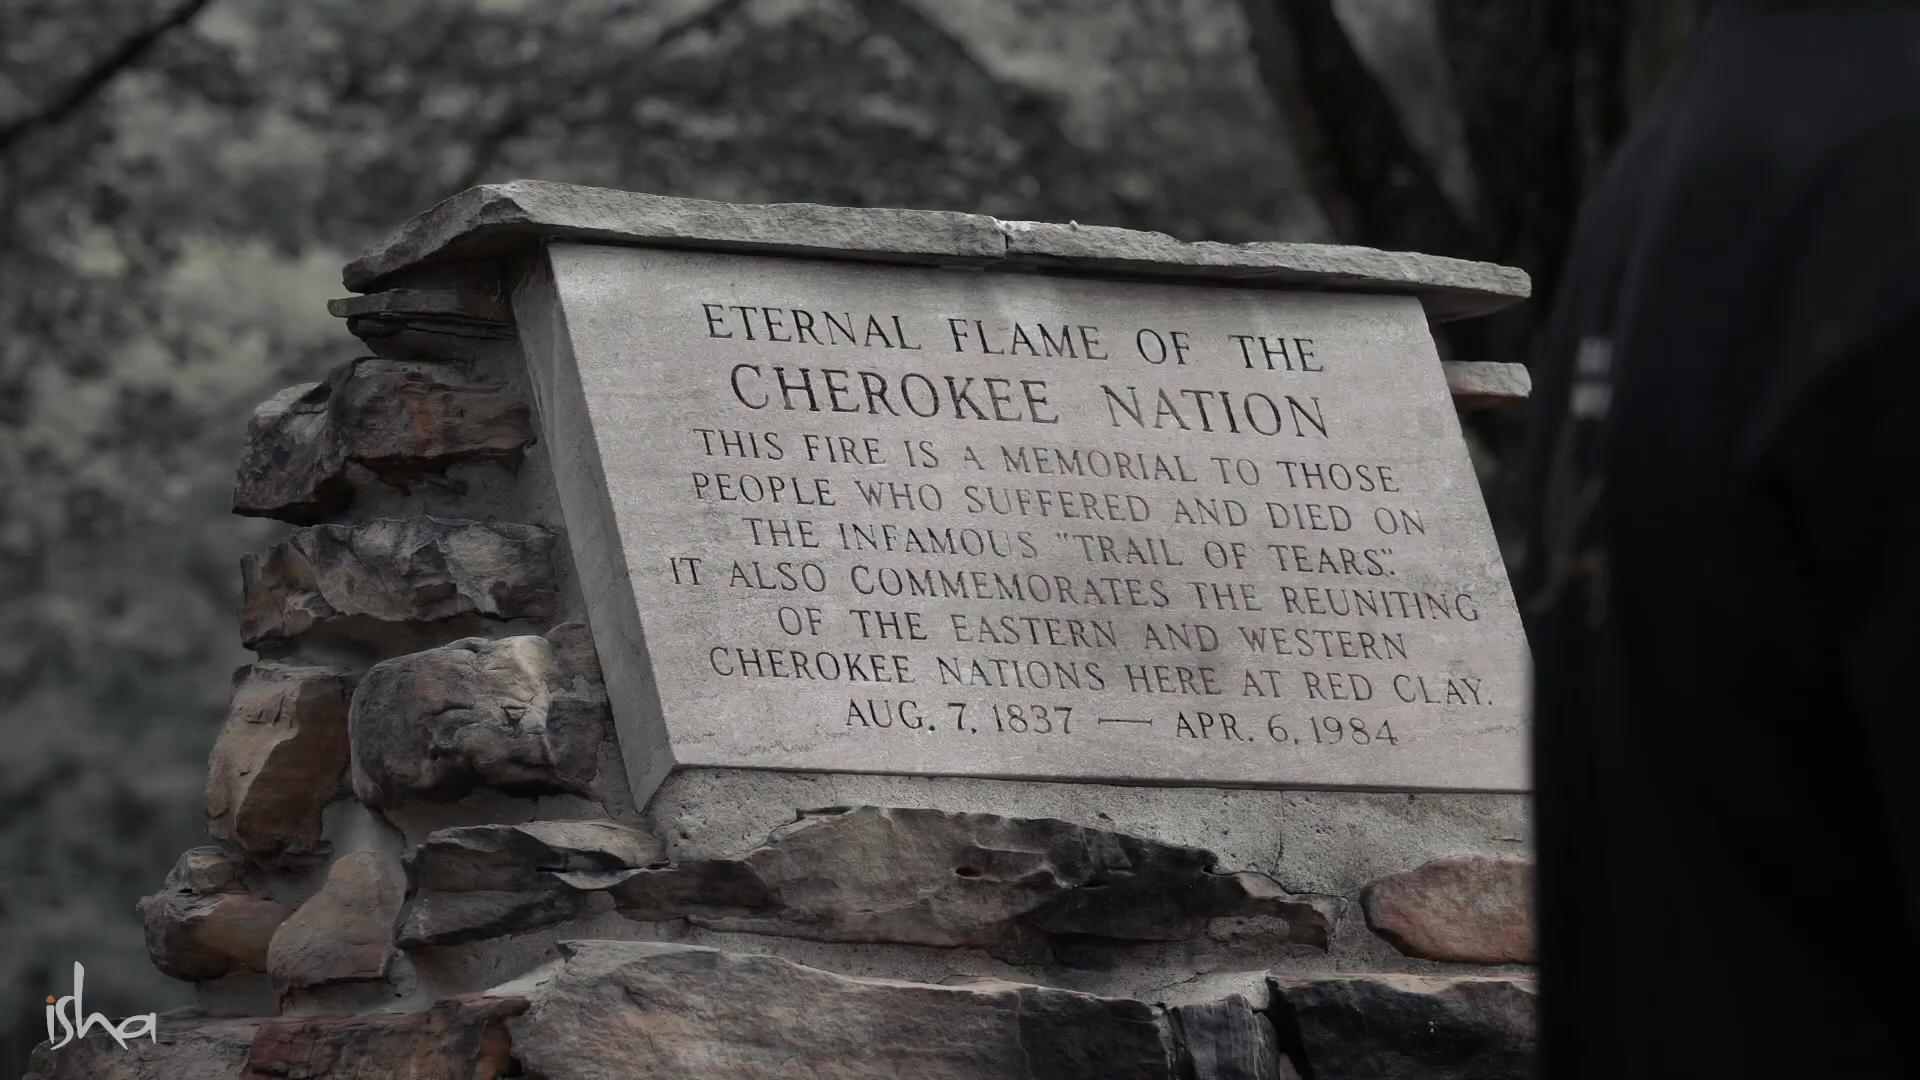 ETERNAL FLAME OF THE
CHEROKEE NATION
THIS FIRE IS A MEMORIAL TO THOSE
PEOPLE WHO SUFFERED AND DIED ON
THE INFAMOUS "TRAIL OF TEARS".
IT ALSO COMMEMORATES THE REUNITING
OF THE EASTERN AND WESTERN
CHEROKEE NATIONS HERE AT RED CLAY.
AUG. 7, 1837 — APR. 6, 1984
isha